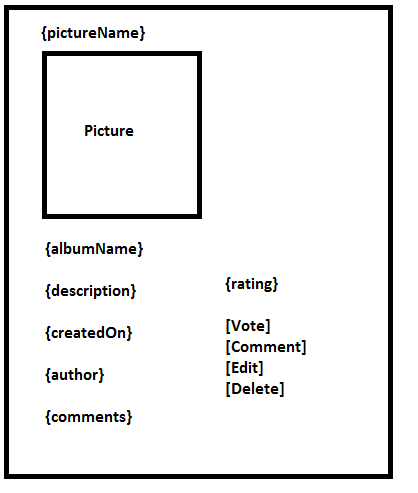 {pictureName}
Picture
{albumName}
{description}
{createdOn}
{author}
{comments}
{rating}
[Vote]
[Comment]
[Edit]
[Delete]